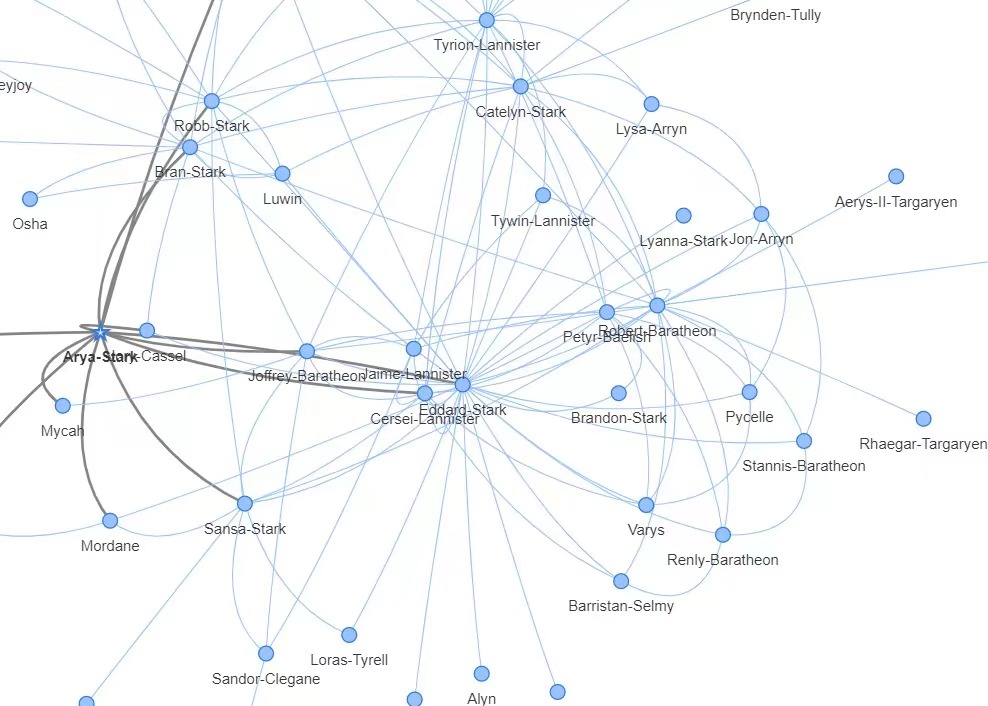 Brynden-Tully
Tyrion-Lannister
eyjoy
Catelyn-Stark
Robb-Stark
Lysa-Arryn
Bran-Stark
Luwin
Aerys-II-Targaryen
Osha
Tywin-Lannister
Lyanna-Stark
Jon-Arryn
Robert-Baratheon
Petyr-Baelish
Arya-Stark
-Cassel
Jaime-Lannister
Joffrey-Baratheon
Eddard-Stark
Cersei-Lannister
Brandon-Stark
Pycelle
Mycah
Rhaegar-Targaryen
Stannis-Baratheon
Sansa-Stark
Varys
Mordane
Renly-Baratheon
Barristan-Selmy
Loras-Tyrell
Sandor-Clegane
Alyn